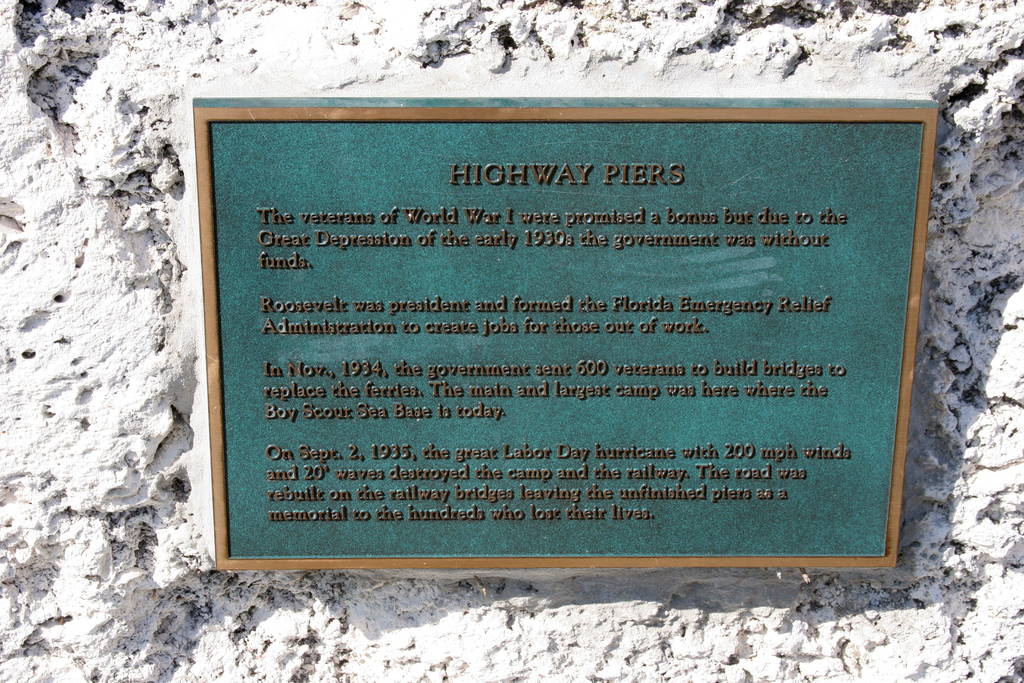 HIGHWAY PIERS
The veterans of World War I were promised a bonus but due to the
Great Depression of the early 1930s the government was without
funds.
Roosevelt was president and formed the Florida Emergency Relief
Administration to create jobs for those out of work.
In Nov., 1934, the government sent 600 veterans to build bridges to
replace the ferries. The main and largest camp was here where the
Boy Scout Sea Base is today.
On Sept. 2, 1935, the great Labor Day hurricane with 200 mph winds
and 20' waves destroyed the camp and the railway. The road was
rebuilt on the railway bridges leaving the unfinished piers as a
memorial to the hundreds who lost their lives.